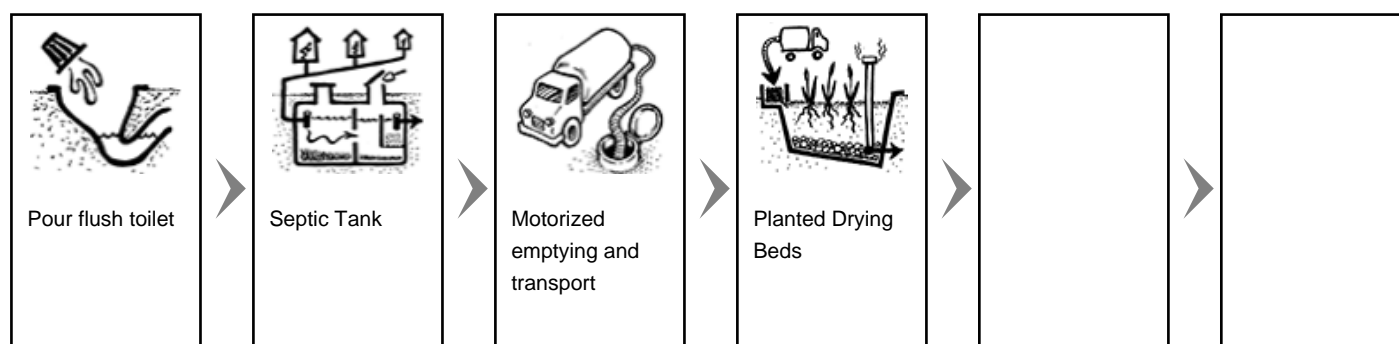 Pour flush toilet
Septic Tank
Motorized
emptying and
transport
Planted Drying
Beds